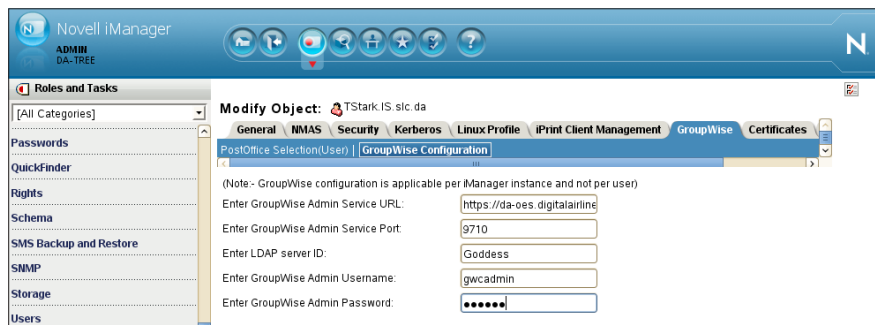 Novell iManager
ADMIN
DA-TREE
N
N
Roles and Tasks
[All Categories]
Passwords
QuickFinder
Rights
Schema
SMS Backup and Restore
SNMP
Storage
Users
Modify Object: TStark.IS.slc.da
General NMAS Security Kerberos Linux Profile iPrint Client Management GroupWise Certificates
PostOffice Selection(User) | GroupWise Configuration
(Note:- GroupWise configuration is applicable per iManager instance and not per user)
Enter GroupWise Admin Service URL: https://da-oes.digitalairline
Enter GroupWise Admin Service Port: 9710
Enter LDAP server ID: Goddess
Enter GroupWise Admin Username: gwcadmin
Enter GroupWise Admin Password: ●●●●●●